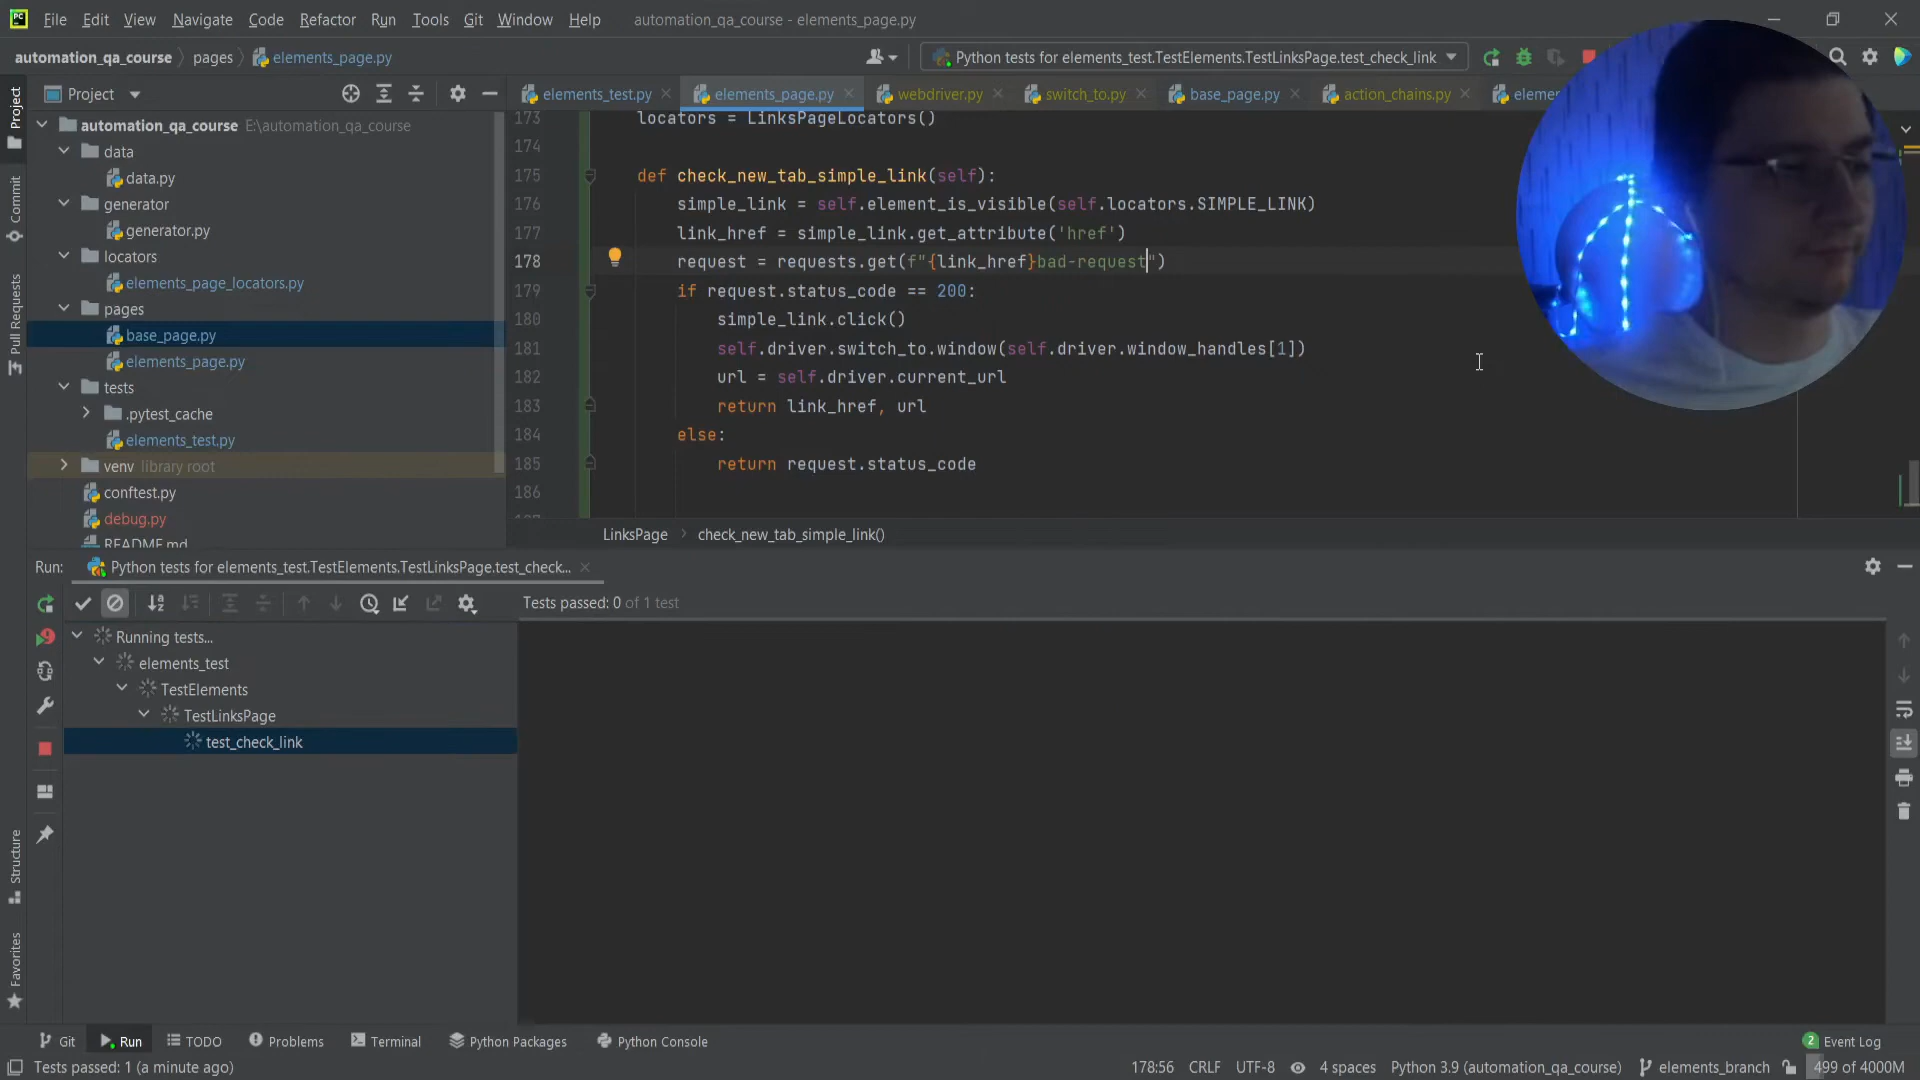 File Edit View Navigate Code Refactor Run Tools Git Window Help automation_qa_course - elements_page.py
automation_qa_course pages elements_page.py Python tests for elements_test.TestElements.TestLinksPage.test_check_link
Project elements_test.py elements_page.py webdriver.py switch_to.py base_page.py action_chains.py elemen
Project
Commit
Pull Requests
Structure
Favorites
automation_qa_course E:\automation_qa_course
data
data.py
generator
generator.py
locators
elements_page_locators.py
pages
base_page.py
elements_page.py
tests
.pytest_cache
elements_test.py
venv library root
conftest.py
debug.py
README.md
173 locators = LinksPageLocators()
174
175 def check_new_tab_simple_link(self):
176 simple_link = self.element_is_visible(self.locators.SIMPLE_LINK)
177 link_href = simple_link.get_attribute('href')
178 request = requests.get(f"{link_href}bad-request")
179 if request.status_code == 200:
180 simple_link.click()
181 self.driver.switch_to.window(self.driver.window_handles[1])
182 url = self.driver.current_url
183 return link_href, url
184 else:
185 return request.status_code
186
LinksPage check_new_tab_simple_link()
Run: Python tests for elements_test.TestElements.TestLinksPage.test_check...
Tests passed: 0 of 1 test
Running tests...
elements_test
TestElements
TestLinksPage
test_check_link
Git Run TODO Problems Terminal Python Packages Python Console 2 Event Log
Tests passed: 1 (a minute ago) 178:56 CRLF UTF-8 4 spaces Python 3.9 (automation_qa_course) elements_branch 499 of 4000M